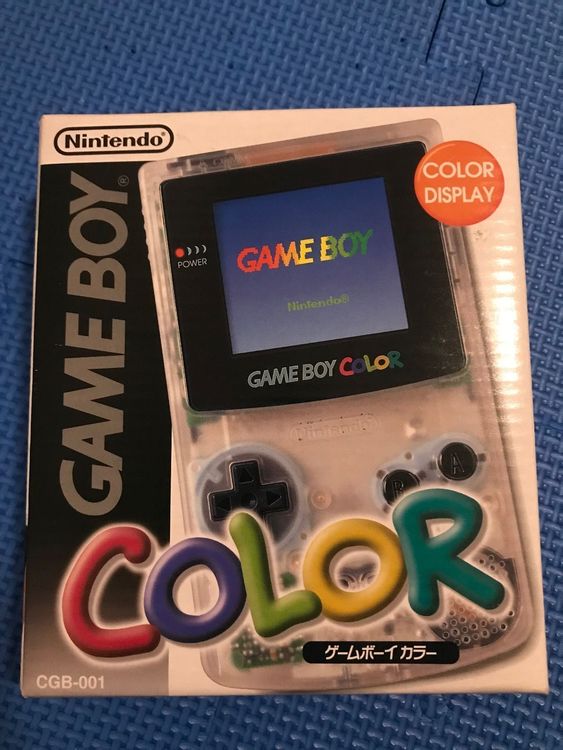 Nintendo®
GAME BOY®
COLOR
DISPLAY
POWER
GAME BOY
Nintendo®
GAME BOY COLOR
Nintendo
A
B
COLOR
ゲームボーイカラー
CGB-001